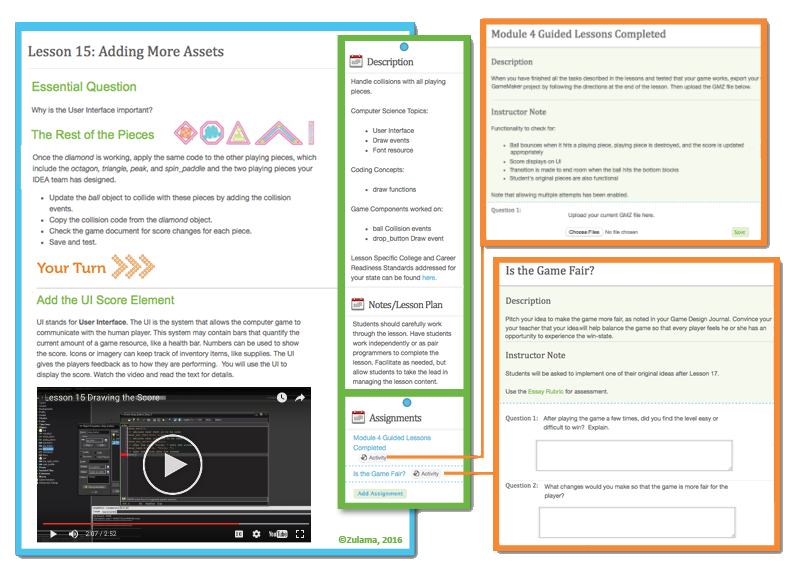 Lesson 15: Adding More Assets
Essential Question
Why is the User Interface important?
The Rest of the Pieces
Once the diamond is working, apply the same code to the other playing pieces, which
include the octagon, triangle, peak, and spin_paddle and the two playing pieces your
IDEA team has designed.
• Update the ball object to collide with these pieces by adding the collision
events.
• Copy the collision code from the diamond object.
• Check the game document for score changes for each piece.
• Save and test.
Your Turn
Add the UI Score Element
UI stands for User Interface. The UI is the system that allows the computer game to
communicate with the human player. This system may contain bars that quantify the
current amount of a game resource, like a health bar. Numbers can be used to show
the score. Icons or imagery can keep track of inventory items, like supplies. The UI
gives the players feedback as to how they are performing. You will use the UI to
display the score. Watch the video and read the text for details.
Lesson 15 Drawing the Score
2:07 / 2:52
YouTube
©Zulama, 2016
Description
Handle collisions with all playing
pieces.
Computer Science Topics:
• User Interface
• Draw events
• Font resource
Coding Concepts:
• draw functions
Game Components worked on:
• ball Collision events
• drop_button Draw event
Lesson Specific College and Career
Readiness Standards addressed for
your state can be found here.
Notes/Lesson Plan
Students should carefully work
through the lesson. Have students
work independently or as pair
programmers to complete the
lesson. Facilitate as needed, but
allow students to take the lead in
managing the lesson content.
Assignments
Module 4 Guided Lessons
Completed
Activity
Is the Game Fair? Activity
Add Assignment
Module 4 Guided Lessons Completed
Description
When you have finished all the tasks described in the lessons and tested that your game works, export your
GameMaker project by following the directions at the end of the lesson. Then upload the GMZ file below.
Instructor Note
Functionality to check for:
• Ball bounces when it hits a playing piece, playing piece is destroyed, and the score is updated
appropriately
• Score displays on UI
• Transition is made to end room when the ball hits the bottom blocks
• Student's original pieces are also functional
Note that allowing multiple attempts has been enabled.
Question 1: Upload your current GMZ file here.
Choose Files No file chosen Save
Is the Game Fair?
Description
Pitch your idea to make the game more fair, as noted in your Game Design Journal. Convince your
your teacher that your idea will help balance the game so that every player feels he or she has an
opportunity to experience the win-state.
Instructor Note
Students will be asked to implement one of their original ideas after Lesson 17.
Use the Essay Rubric for assessment.
Question 1: After playing the game a few times, did you find the level easy or
difficult to win? Explain.
Question 2: What changes would you make so that the game is more fair for the
player?